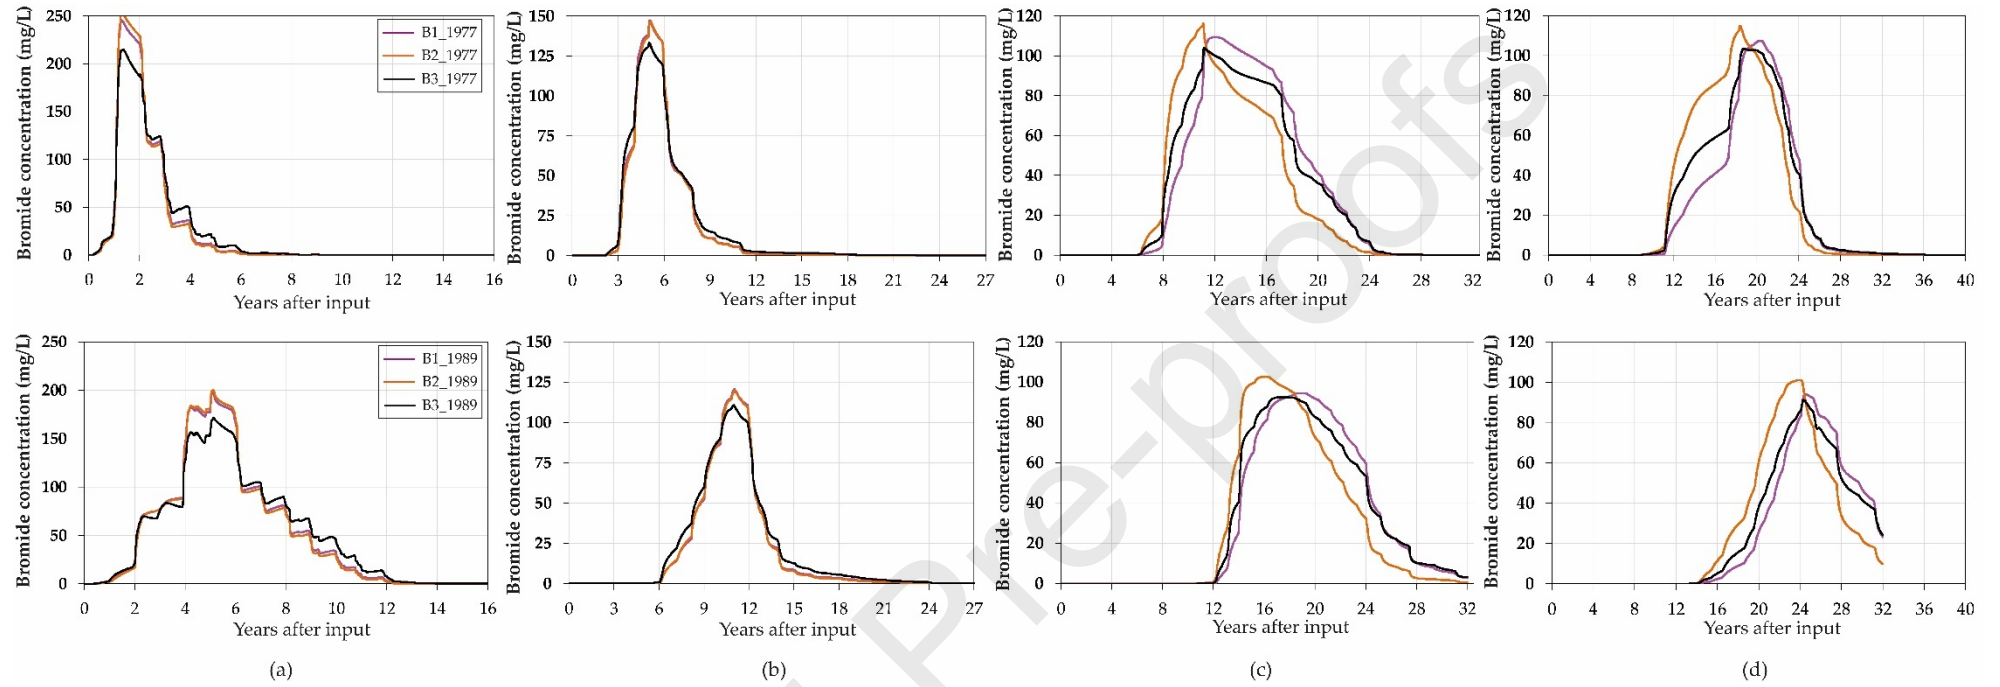 Bromide concentration (mg/L)
250
200
150
100
50
0
B1_1977
B2_1977
B3_1977
0 2 4 6 8 10 12 14 16
Years after input
Bromide concentration (mg/L)
150
125
100
75
50
25
0
0 3 6 9 12 15 18 21 24 27
Years after input
Bromide concentration (mg/L)
120
100
80
60
40
20
0
0 4 8 12 16 20 24 28 32
Years after input
Bromide concentration (mg/L)
120
100
80
60
40
20
0
0 4 8 12 16 20 24 28 32 36 40
Years after input
Bromide concentration (mg/L)
250
200
150
100
50
0
B1_1989
B2_1989
B3_1989
0 2 4 6 8 10 12 14 16
Years after input
(a)
Bromide concentration (mg/L)
150
125
100
75
50
25
0
0 3 6 9 12 15 18 21 24 27
Years after input
(b)
Bromide concentration (mg/L)
120
100
80
60
40
20
0
0 4 8 12 16 20 24 28 32
Years after input
(c)
Bromide concentration (mg/L)
120
100
80
60
40
20
0
0 4 8 12 16 20 24 28 32 36 40
Years after input
(d)
Pre-proofs